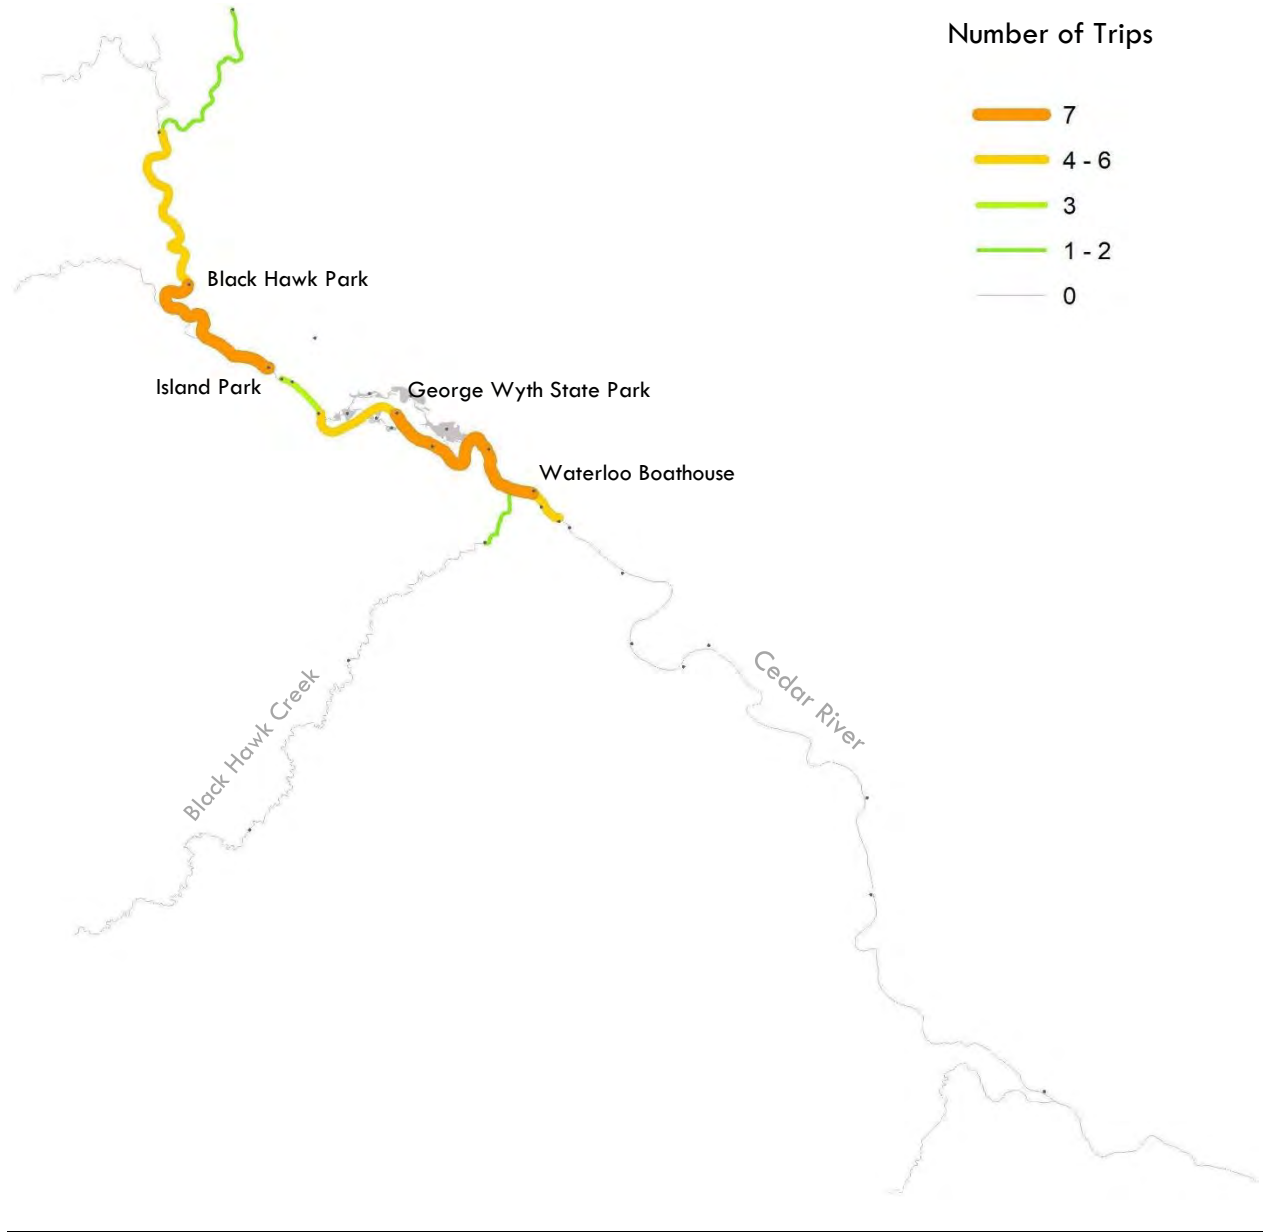 Number of Trips
7
4 - 6
3
1 - 2
0
Black Hawk Park
Island Park
George Wyth State Park
Waterloo Boathouse
Cedar River
Black Hawk Creek